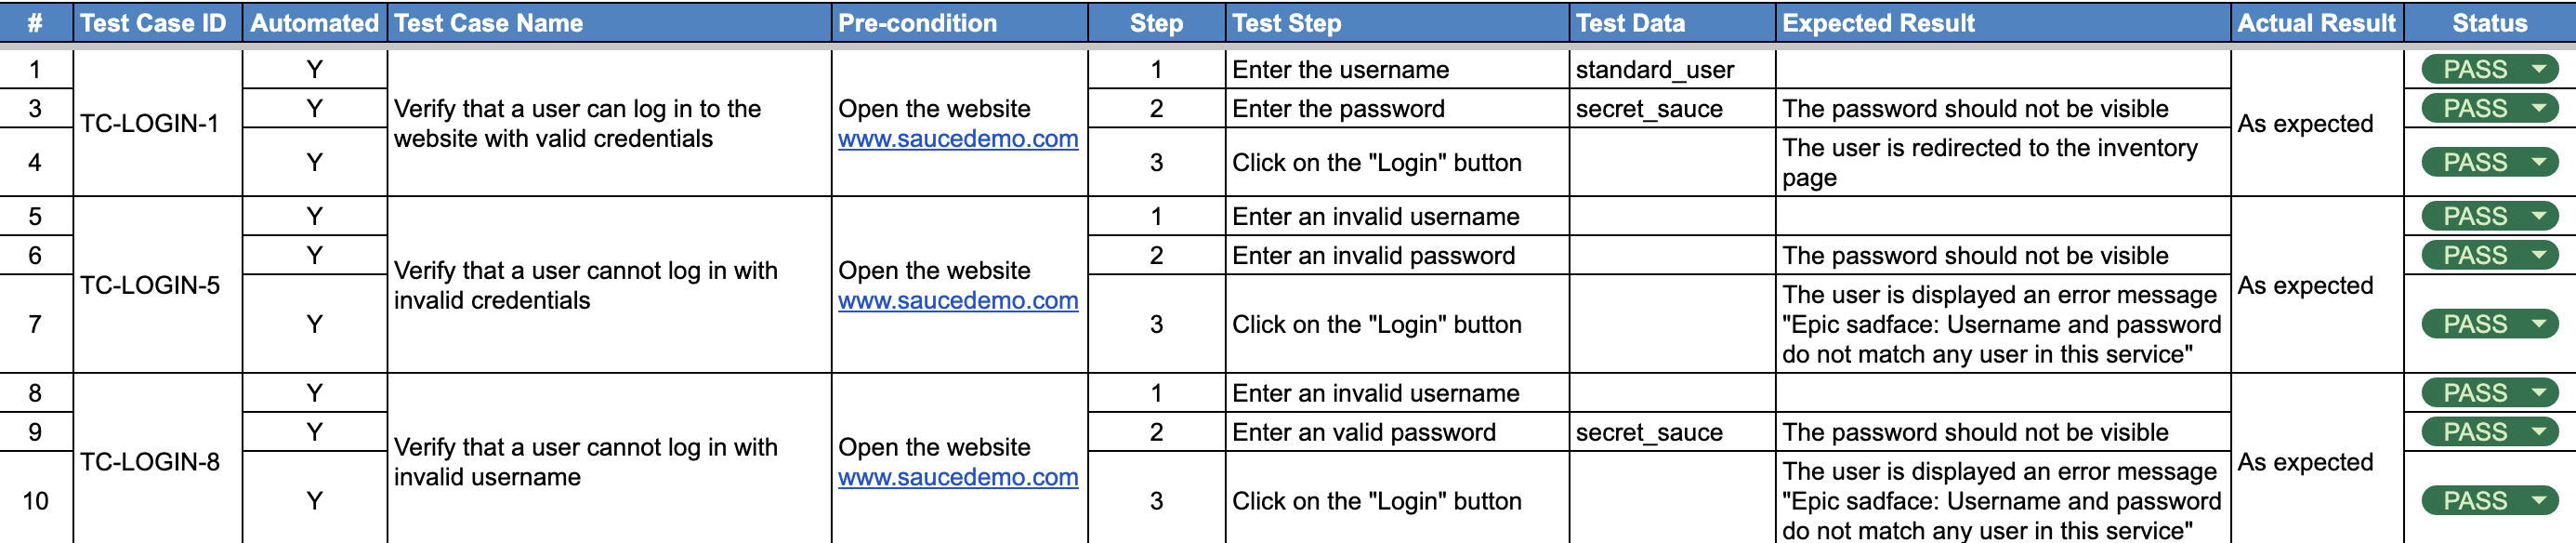 # Test Case ID Automated Test Case Name Pre-condition Step Test Step Test Data Expected Result Actual Result Status
1 Y 1 Enter the username standard_user PASS
3 Y 2 Enter the password secret_sauce The password should not be visible PASS
TC-LOGIN-1
Verify that a user can log in to the
website with valid credentials
Open the website
www.saucedemo.com
As expected
4 Y 3 Click on the "Login" button
The user is redirected to the inventory
page
PASS
5 Y 1 Enter an invalid username PASS
6 Y 2 Enter an invalid password The password should not be visible PASS
TC-LOGIN-5
Verify that a user cannot log in with
invalid credentials
Open the website
www.saucedemo.com
As expected
7 Y 3 Click on the "Login" button
The user is displayed an error message
"Epic sadface: Username and password
do not match any user in this service"
PASS
8 Y 1 Enter an invalid username PASS
9 Y 2 Enter an valid password secret_sauce The password should not be visible PASS
TC-LOGIN-8
Verify that a user cannot log in with
invalid username
Open the website
www.saucedemo.com
As expected
10 Y 3 Click on the "Login" button
The user is displayed an error message
"Epic sadface: Username and password
do not match any user in this service"
PASS